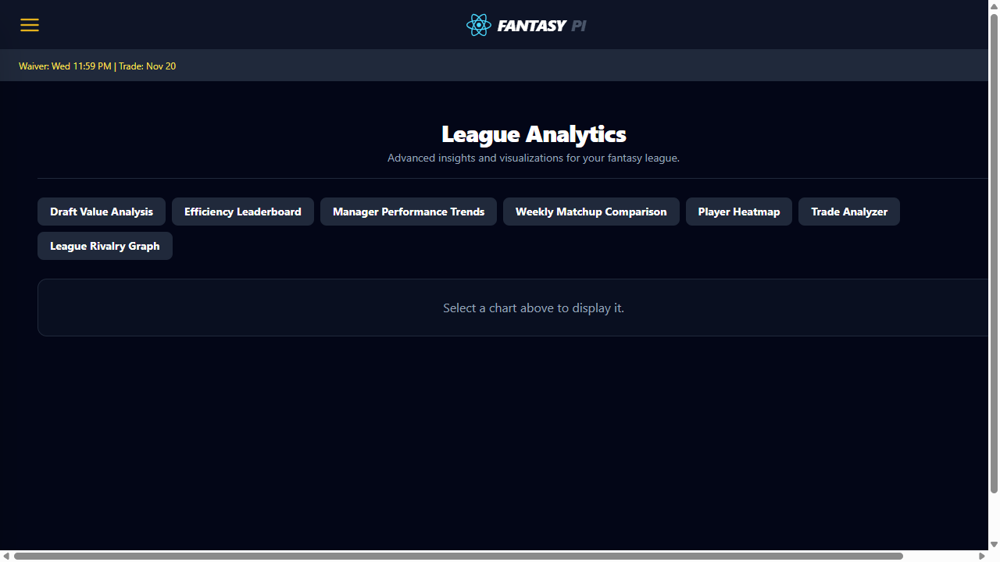 FANTASY PI
Waiver: Wed 11:59 PM | Trade: Nov 20
League Analytics
Advanced insights and visualizations for your fantasy league.
Draft Value Analysis
Efficiency Leaderboard
Manager Performance Trends
Weekly Matchup Comparison
Player Heatmap
Trade Analyzer
League Rivalry Graph
Select a chart above to display it.